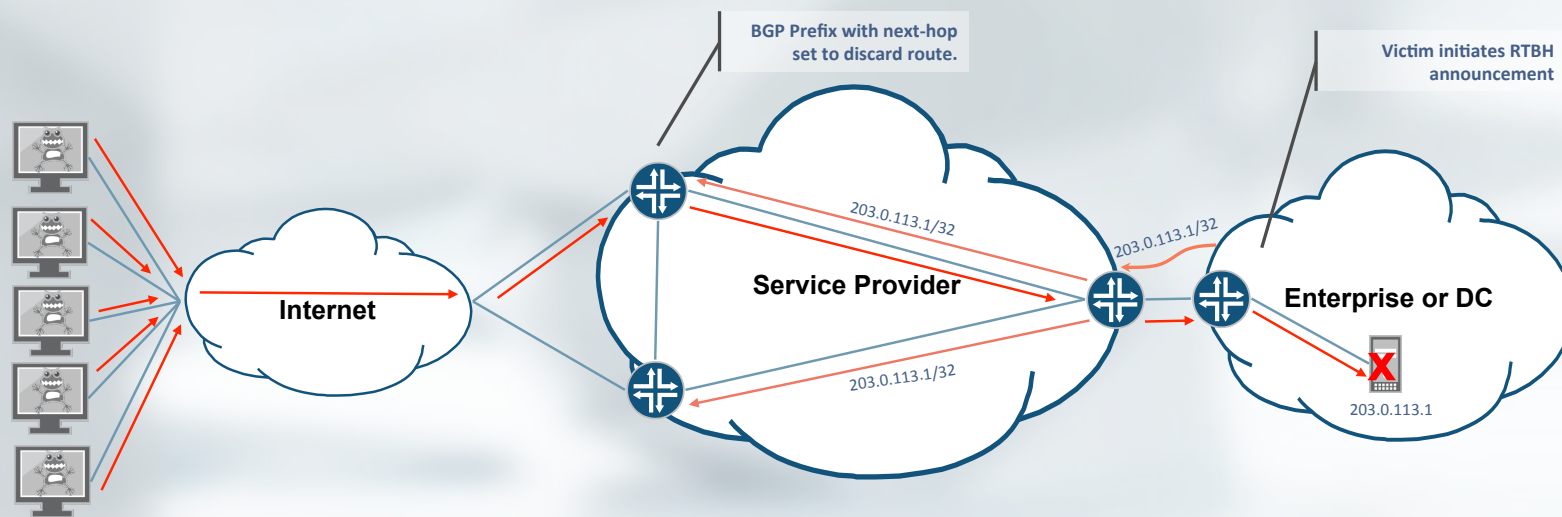 BGP Prefix with next-hop
set to discard route.
Victim initiates RTBH
announcement
203.0.113.1/32
203.0.113.1/32
Service Provider
Internet
Enterprise or DC
203.0.113.1/32
X
203.0.113.1